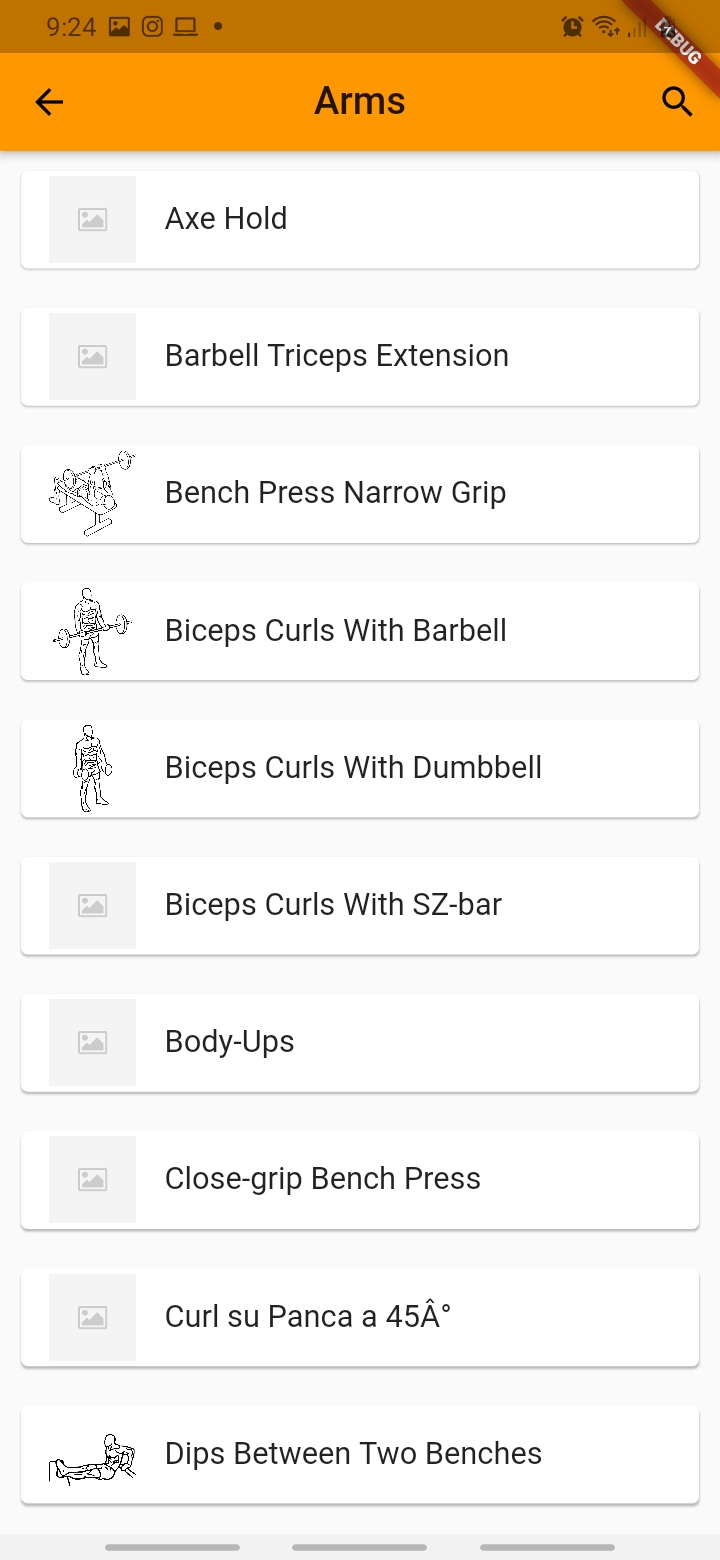 9:24
DEBUG
Arms
Axe Hold
Barbell Triceps Extension
Bench Press Narrow Grip
Biceps Curls With Barbell
Biceps Curls With Dumbbell
Biceps Curls With SZ-bar
Body-Ups
Close-grip Bench Press
Curl su Panca a 45Â°
Dips Between Two Benches